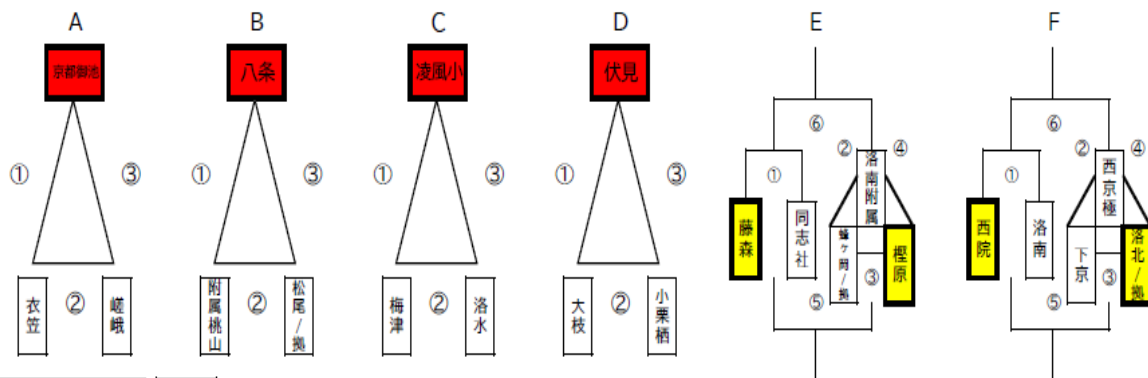 A B C D E F
京都御池 八条 凌風小 伏見
① ③ ① ③ ① ③ ① ③
衣笠 ② 嵯峨
附属桃山 ② 松尾/拠
梅津 ② 洛水
大枝 ② 小栗栖
⑥
② 洛南附属 ④
①
藤森 同志社 蜂ヶ岡/拠 樫原
③
⑤
⑥
② 西京極 ④
①
西院 洛南 下京 洛北/拠
③
⑤